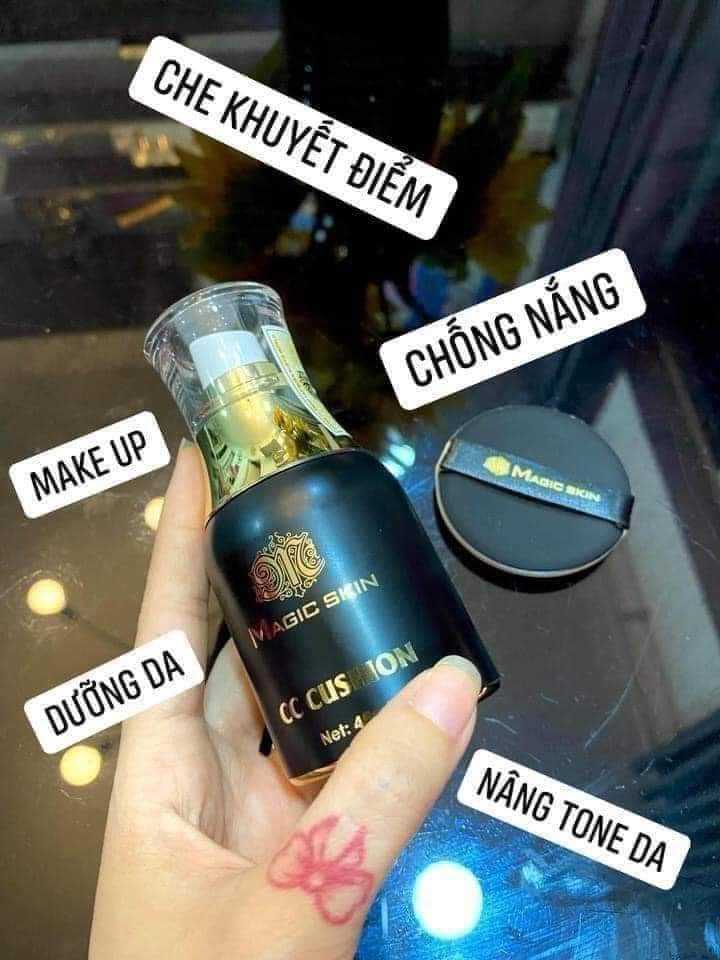 CHE KHUYẾT ĐIỂM
CHỐNG NẮNG
MAKE UP
MAGIC SKIN
MAGIC SKIN
CC CUSHION
Net: 4
DƯỠNG DA
NÂNG TONE DA